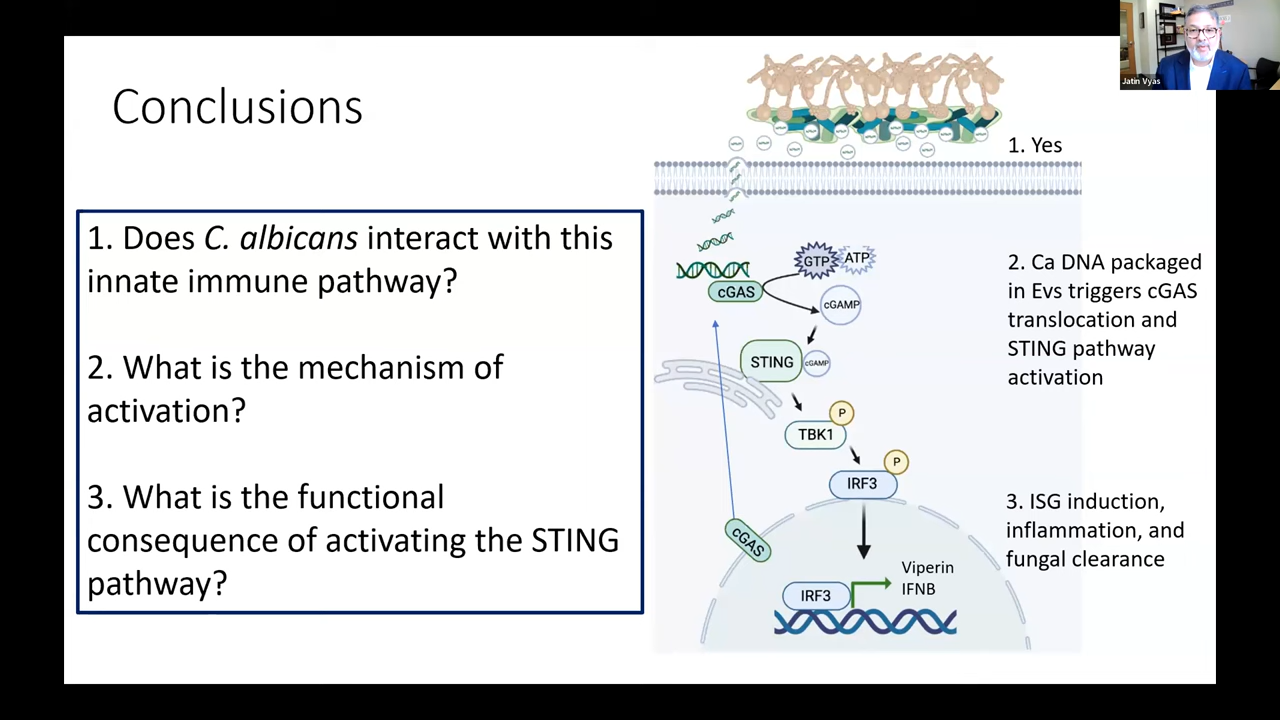 Jatin Vyas
Conclusions
1. Does C. albicans interact with this
innate immune pathway?
2. What is the mechanism of
activation?
3. What is the functional
consequence of activating the STING
pathway?
1. Yes
GTP
ATP
cGAS
cGAMP
STING
cGAMP
P
TBK1
P
IRF3
cGAS
Viperin
IFNB
IRF3
2. Ca DNA packaged
in Evs triggers cGAS
translocation and
STING pathway
activation
3. ISG induction,
inflammation, and
fungal clearance